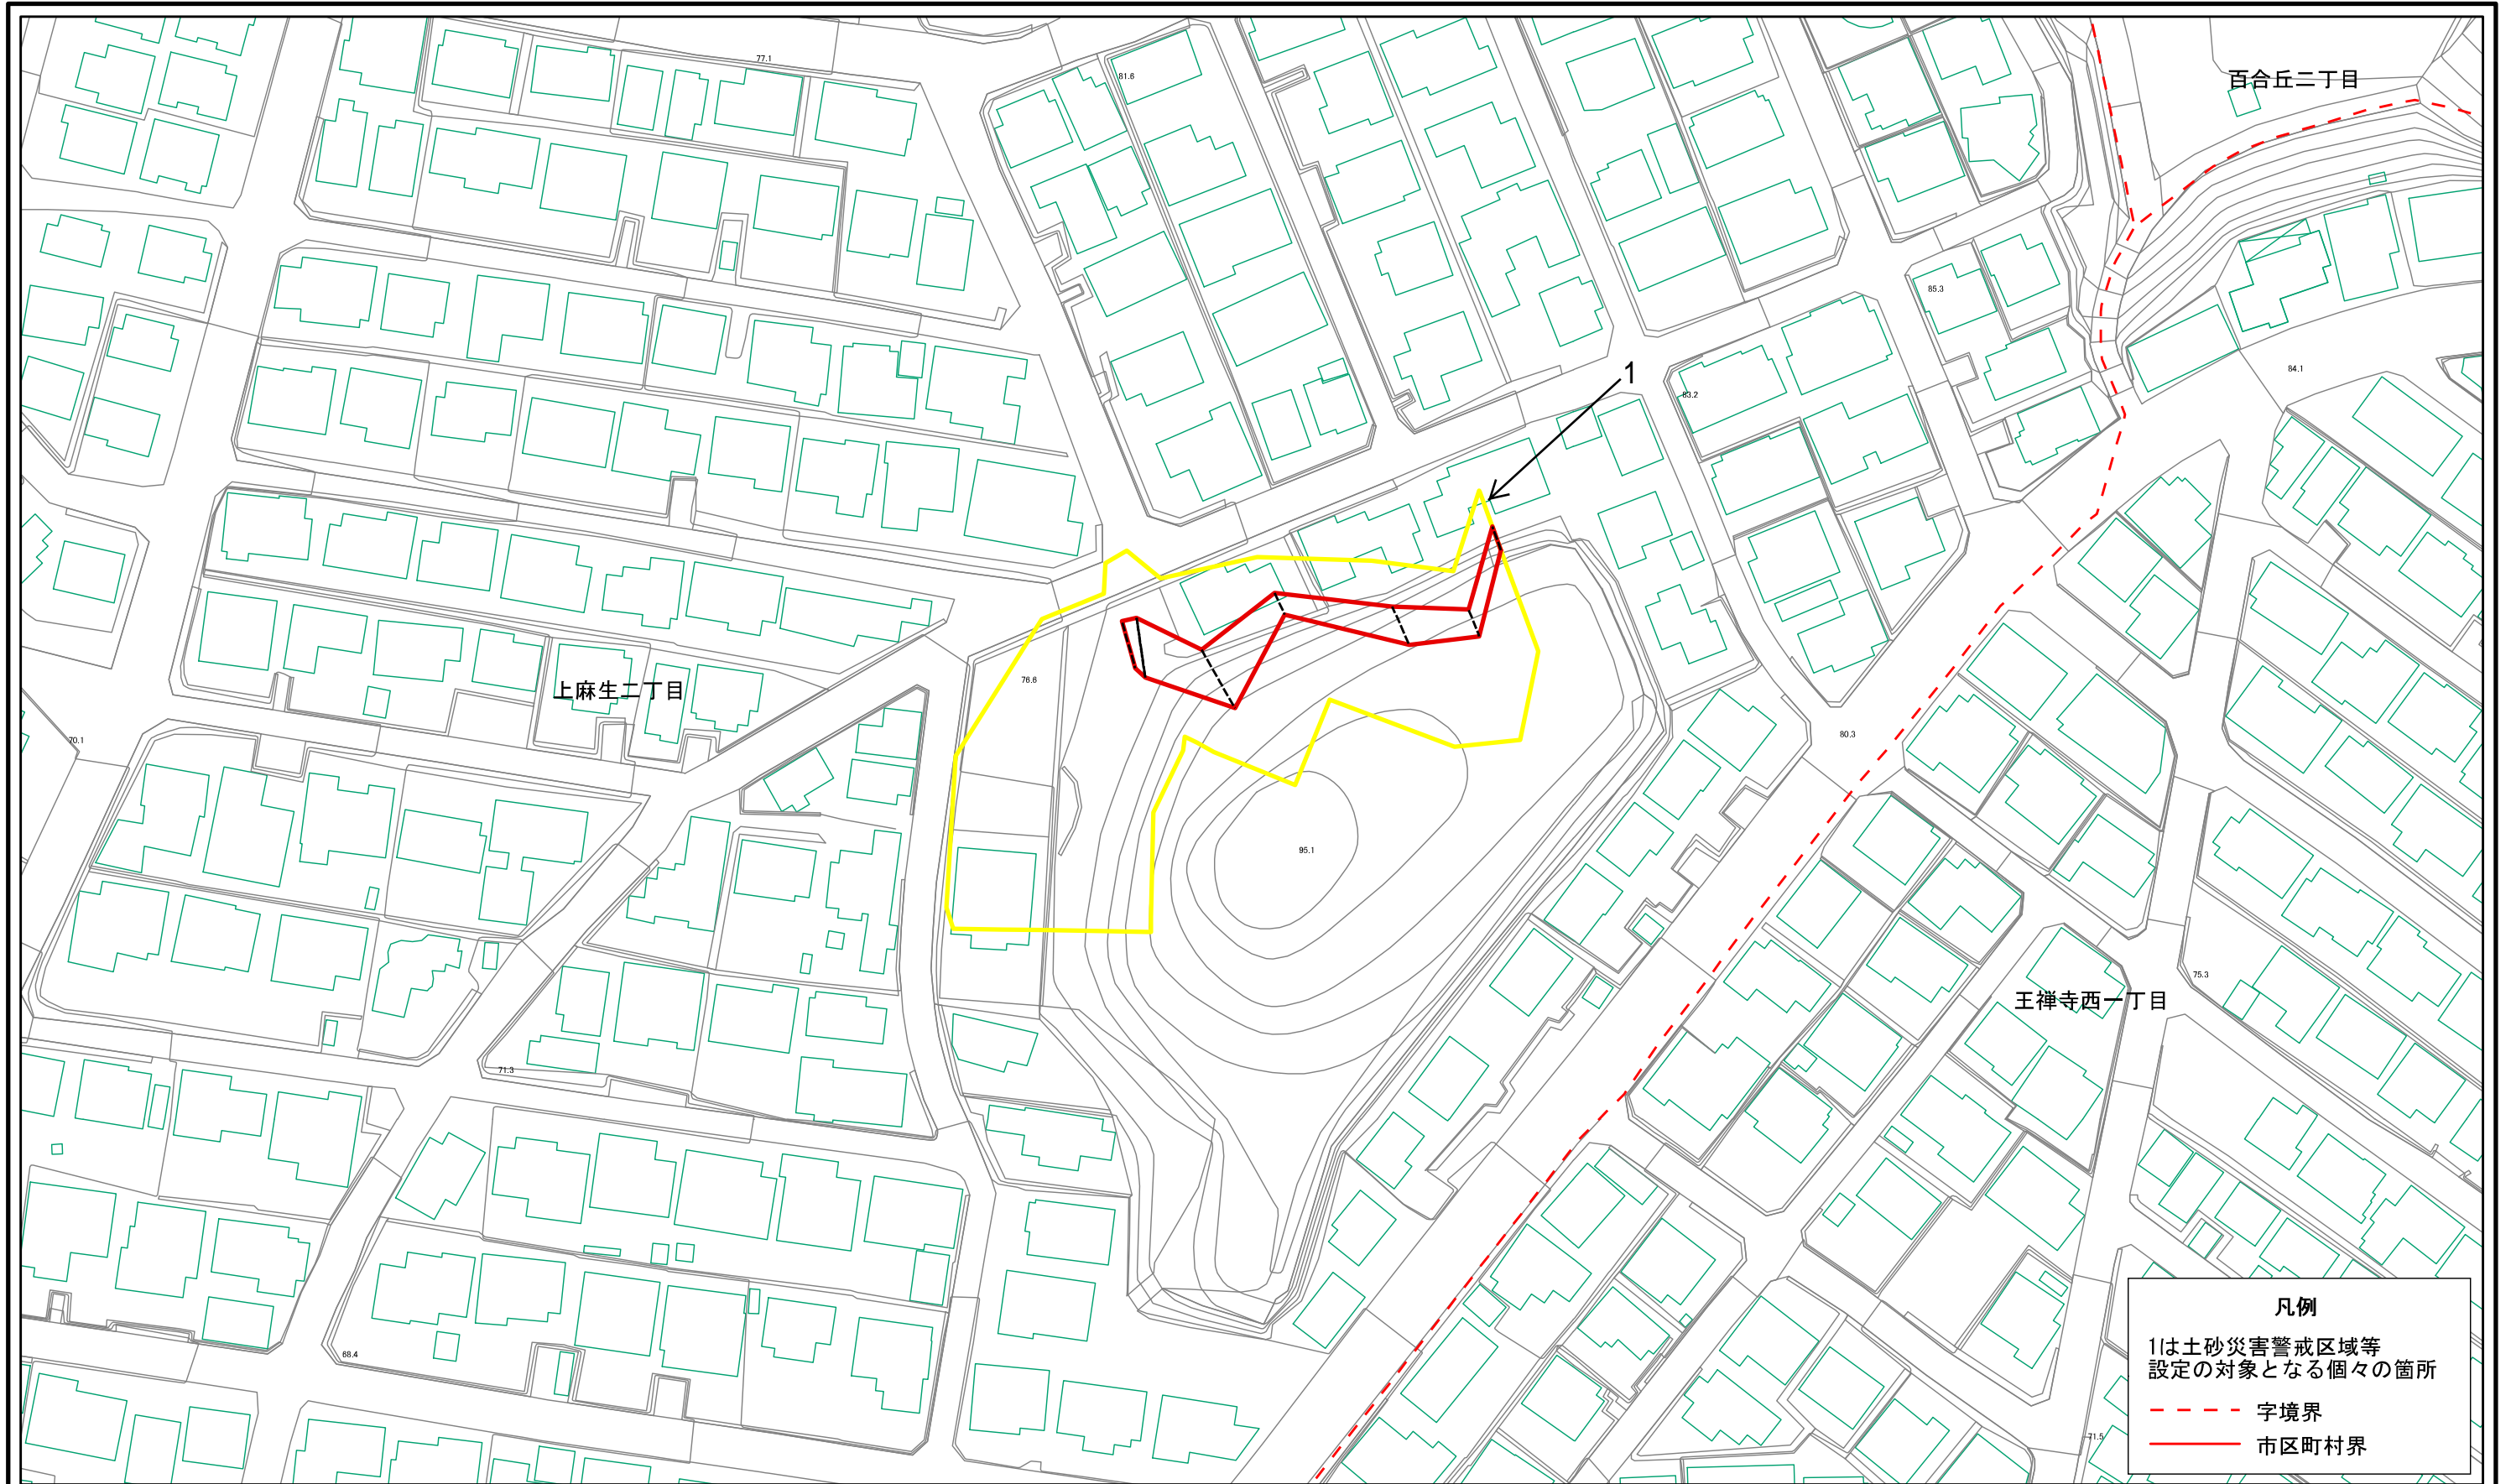 77.1
81.6
百合丘二丁目
85.3
84.1
1
83.2
上麻生二丁目
76.6
70.1
80.3
95.1
75.3
王禅寺西一丁目
71.3
68.4
71.5
凡例
1は土砂災害警戒区域等
設定の対象となる個々の箇所
字境界
市区町村界